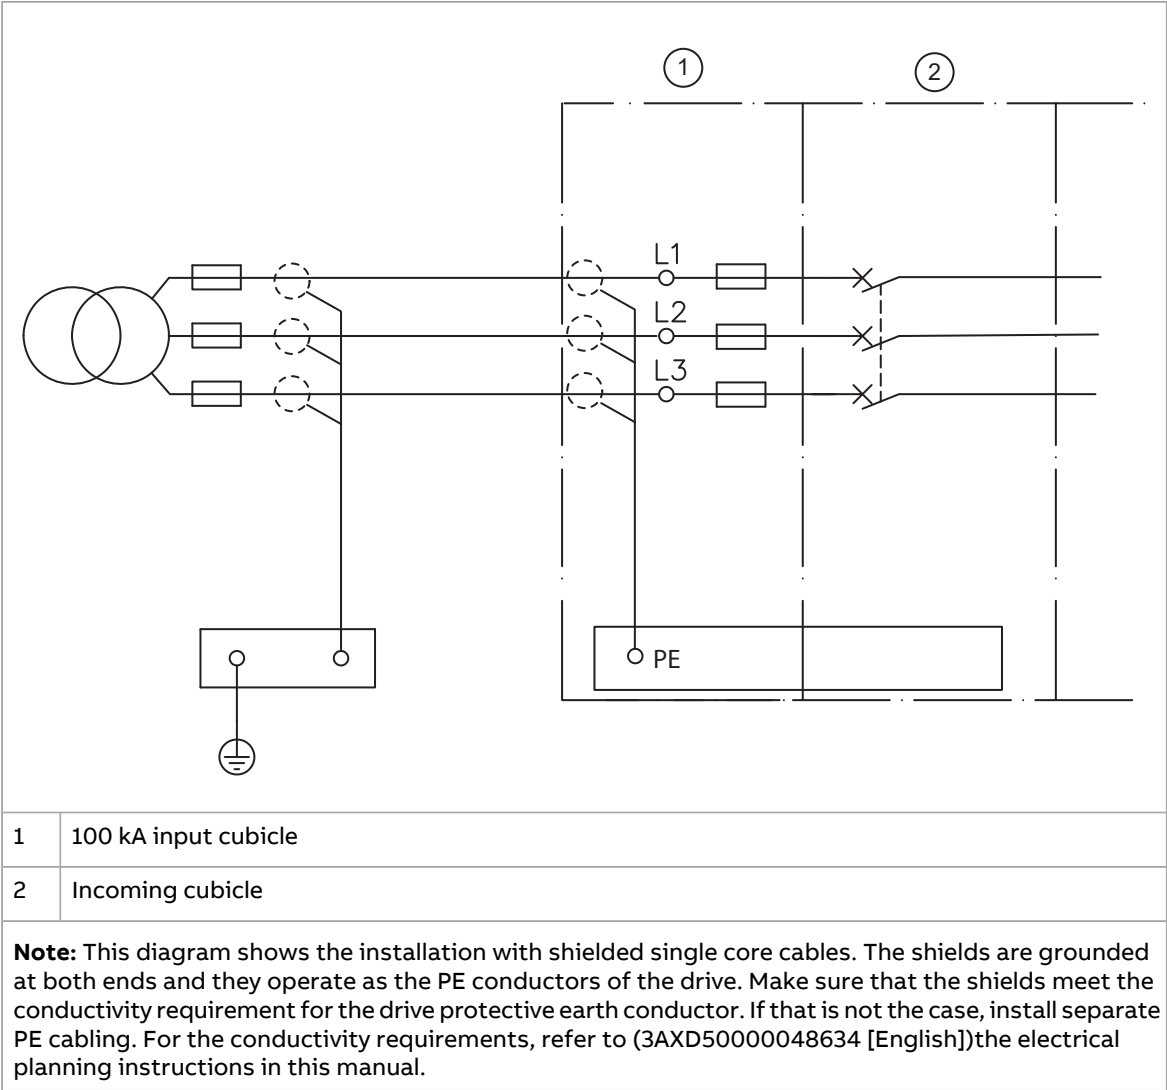 1
2
L1
L2
L3
PE
1 100 kA input cubicle
2 Incoming cubicle
Note: This diagram shows the installation with shielded single core cables. The shields are grounded
at both ends and they operate as the PE conductors of the drive. Make sure that the shields meet the
conductivity requirement for the drive protective earth conductor. If that is not the case, install separate
PE cabling. For the conductivity requirements, refer to (3AXD50000048634 [English])the electrical
planning instructions in this manual.